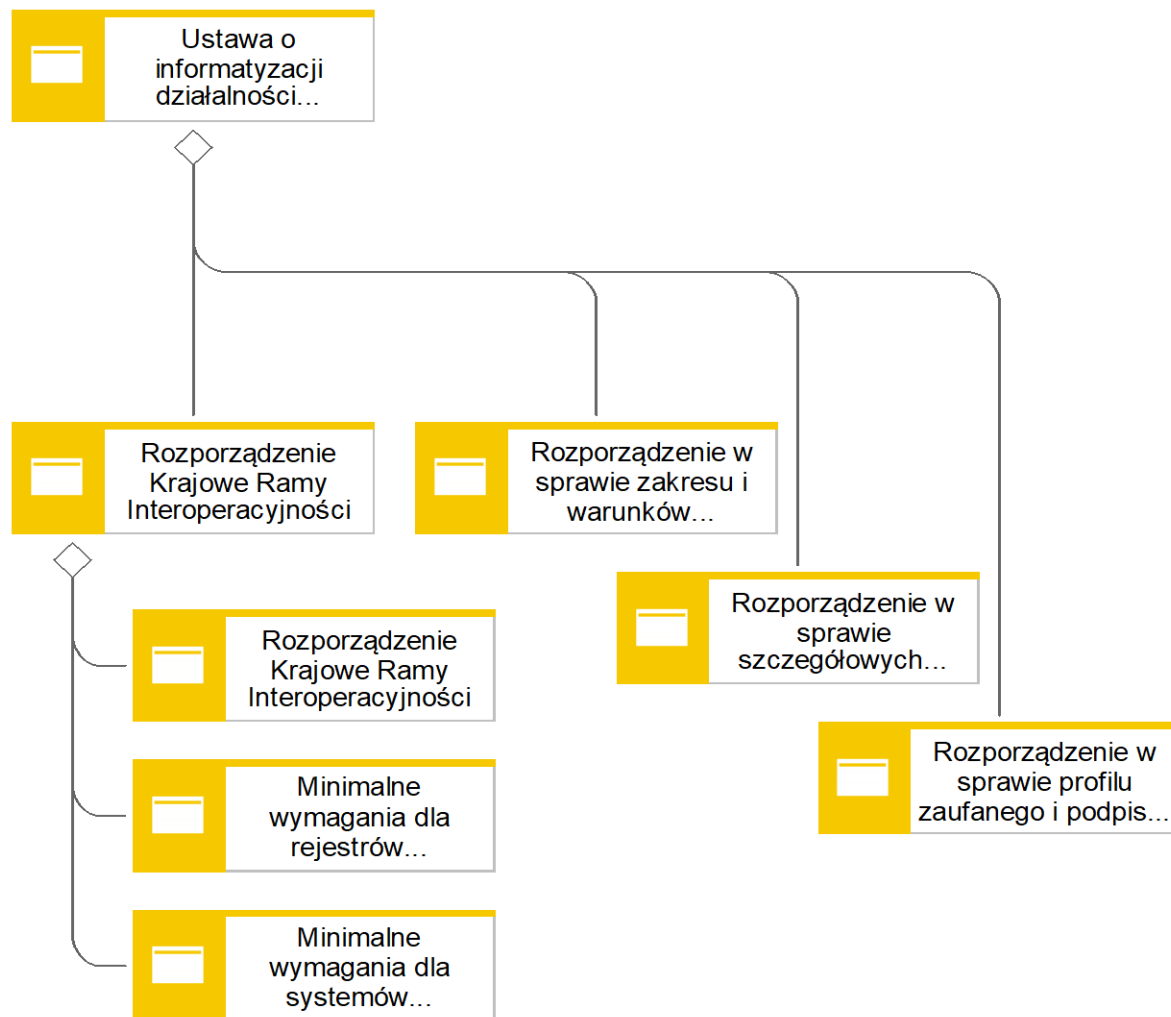 Ustawa o
informatyzacji
działalności...
Rozporządzenie
Krajowe Ramy
Interoperacyjności
Rozporządzenie w
sprawie zakresu i
warunków...
Rozporządzenie w
sprawie
szczegółowych...
Rozporządzenie w
sprawie profilu
zaufanego i podpis...
Rozporządzenie
Krajowe Ramy
Interoperacyjności
Minimalne
wymagania dla
rejestrów...
Minimalne
wymagania dla
systemów...